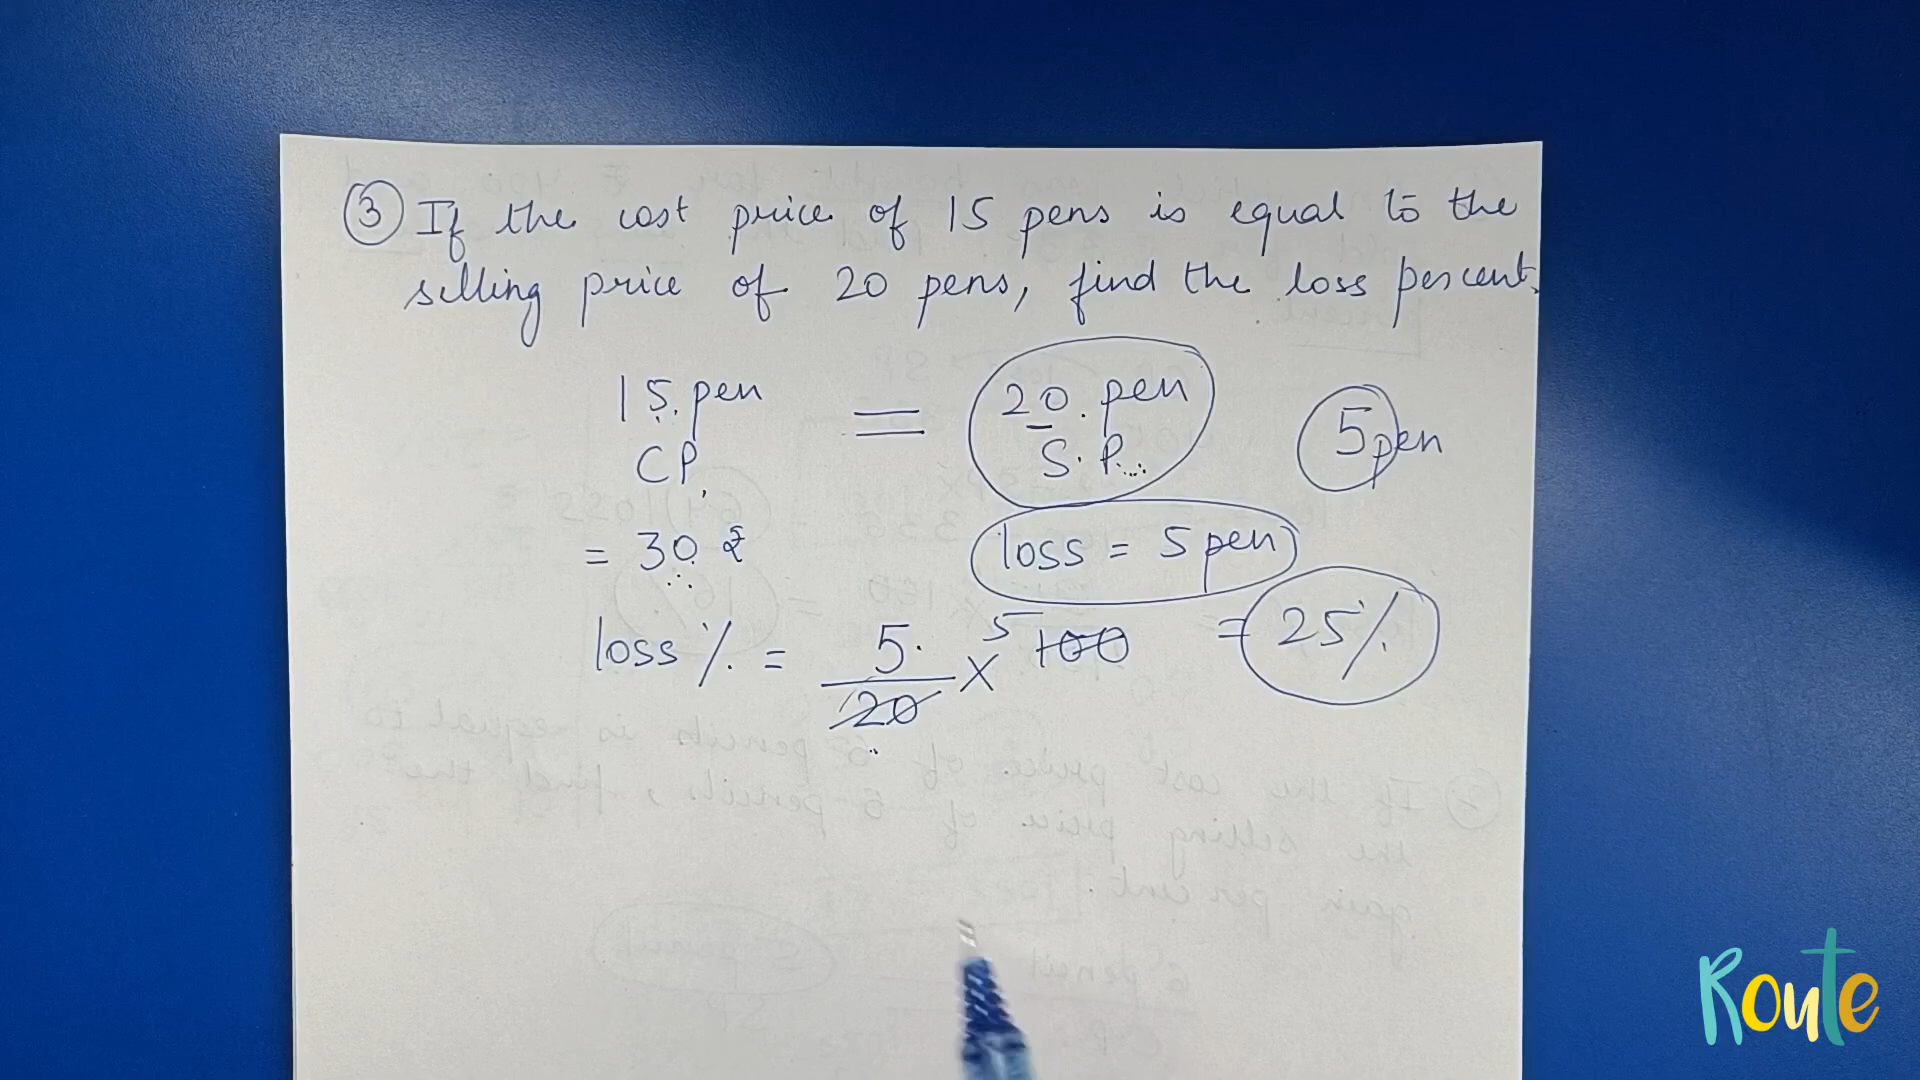 ③ If the cost price of 15 pens is equal to the
selling price of 20 pens, find the loss percent.
15 pen = 20 pen 5 pen
CP S.P.
= 30 ₹ loss = 5 pen
loss % = 5/20 × 100 5 = 25%
Route